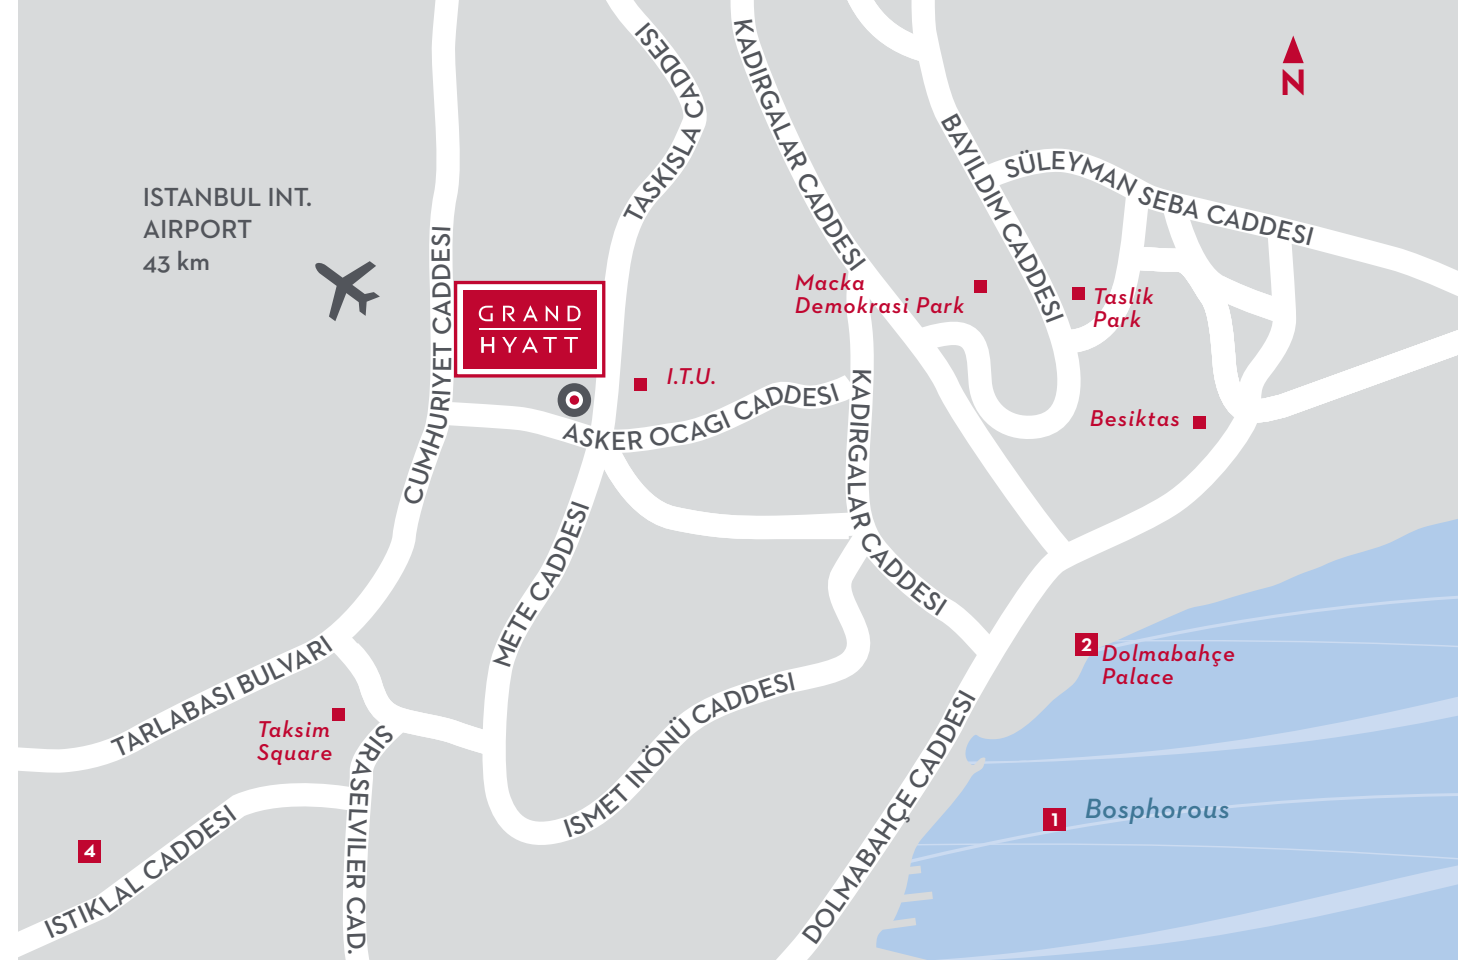 TASKISLA CADDESI
KADIRGALAR CADDESI
N
BAYILDIM CADDESI
SÜLEYMAN SEBA CADDESI
ISTANBUL INT.
AIRPORT
43 km
CUMHURIYET CADDESI
GRAND
HYATT
Macka
Demokrasi Park
Taslik
Park
I.T.U.
ASKER OCAGI CADDESI
KADIRGALAR CADDESI
Besiktas
METE CADDESI
TARLABASI BULVARI
2
Dolmabahçe
Palace
Taksim
Square
ISMET INÖNÜ CADDESI
SIRASELVILER CAD.
DOLMABAHÇE CADDESI
1
Bosphorous
4
ISTIKLAL CADDESI